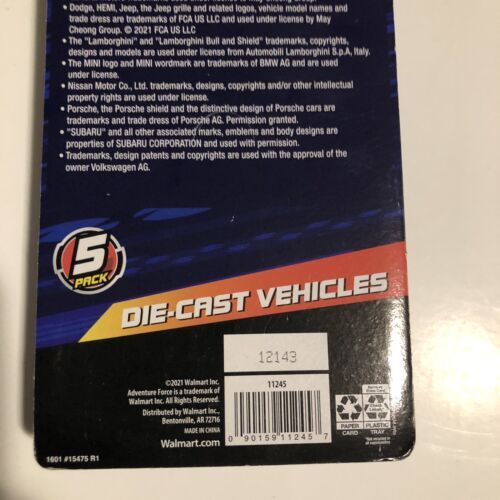 • Dodge, HEMI, Jeep, the Jeep grille and related logos, vehicle model names and
trade dress are trademarks of FCA US LLC and used under license by May
Cheong Group. © 2021 FCA US LLC
• The "Lamborghini" and "Lamborghini Bull and Shield" trademarks, copyrights,
designs and models are used under license from Automobili Lamborghini S.p.A, Italy.
• The MINI logo and MINI wordmark are trademarks of BMW AG and are used
under license.
• Nissan Motor Co., Ltd. trademarks, designs, copyrights and/or other intellectual
property rights are used under license.
• Porsche, the Porsche shield and the distinctive design of Porsche cars are
trademarks and trade dress of Porsche AG. Permission granted.
• "SUBARU" and all other associated marks, emblems and body designs are
properties of SUBARU CORPORATION and used with permission.
• Trademarks, design patents and copyrights are used with the approval of the
owner Volkswagen AG.
5
PACK
DIE-CAST VEHICLES
12143
©2021 Walmart Inc.
Adventure Force is a trademark of
Walmart Inc. All Rights Reserved.
Distributed by Walmart Inc.,
Bentonville, AR 72716
MADE IN CHINA
Walmart.com
11245
0 90159 11245 7
PAPER
CARD
PLASTIC
TRAY
1601 #15475 R1